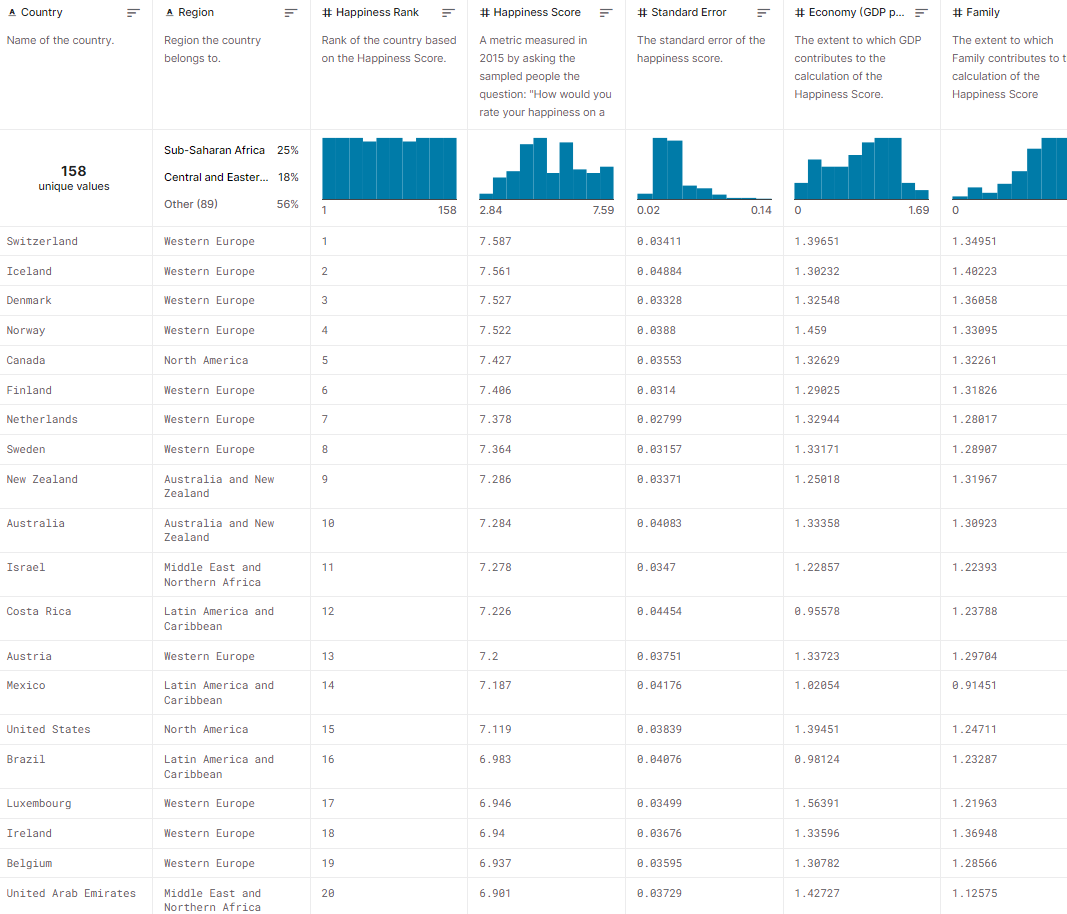 Country Region Happiness Rank Happiness Score Standard Error Economy (GDP p... Family
Name of the country. Region the country Rank of the country based A metric measured in The standard error of the The extent to which GDP The extent to which
belongs to. on the Happiness Score. 2015 by asking the happiness score. contributes to the Family contributes to t
sampled people the calculation of the calculation of the
question: "How would you Happiness Score. Happiness Score
rate your happiness on a
Sub-Saharan Africa 25%
158
unique values
Central and Easter... 18%
Other (89) 56%
1 158 2.84 7.59 0.02 0.14 0 1.69 0
Switzerland Western Europe 1 7.587 0.03411 1.39651 1.34951
Iceland Western Europe 2 7.561 0.04884 1.30232 1.40223
Denmark Western Europe 3 7.527 0.03328 1.32548 1.36058
Norway Western Europe 4 7.522 0.0388 1.459 1.33095
Canada North America 5 7.427 0.03553 1.32629 1.32261
Finland Western Europe 6 7.406 0.0314 1.29025 1.31826
Netherlands Western Europe 7 7.378 0.02799 1.32944 1.28017
Sweden Western Europe 8 7.364 0.03157 1.33171 1.28907
New Zealand Australia and New 9 7.286 0.03371 1.25018 1.31967
Zealand
Australia Australia and New 10 7.284 0.04083 1.33358 1.30923
Zealand
Israel Middle East and 11 7.278 0.0347 1.22857 1.22393
Northern Africa
Costa Rica Latin America and 12 7.226 0.04454 0.95578 1.23788
Caribbean
Austria Western Europe 13 7.2 0.03751 1.33723 1.29704
Mexico Latin America and 14 7.187 0.04176 1.02054 0.91451
Caribbean
United States North America 15 7.119 0.03839 1.39451 1.24711
Brazil Latin America and 16 6.983 0.04076 0.98124 1.23287
Caribbean
Luxembourg Western Europe 17 6.946 0.03499 1.56391 1.21963
Ireland Western Europe 18 6.94 0.03676 1.33596 1.36948
Belgium Western Europe 19 6.937 0.03595 1.30782 1.28566
United Arab Emirates Middle East and 20 6.901 0.03729 1.42727 1.12575
Northern Africa